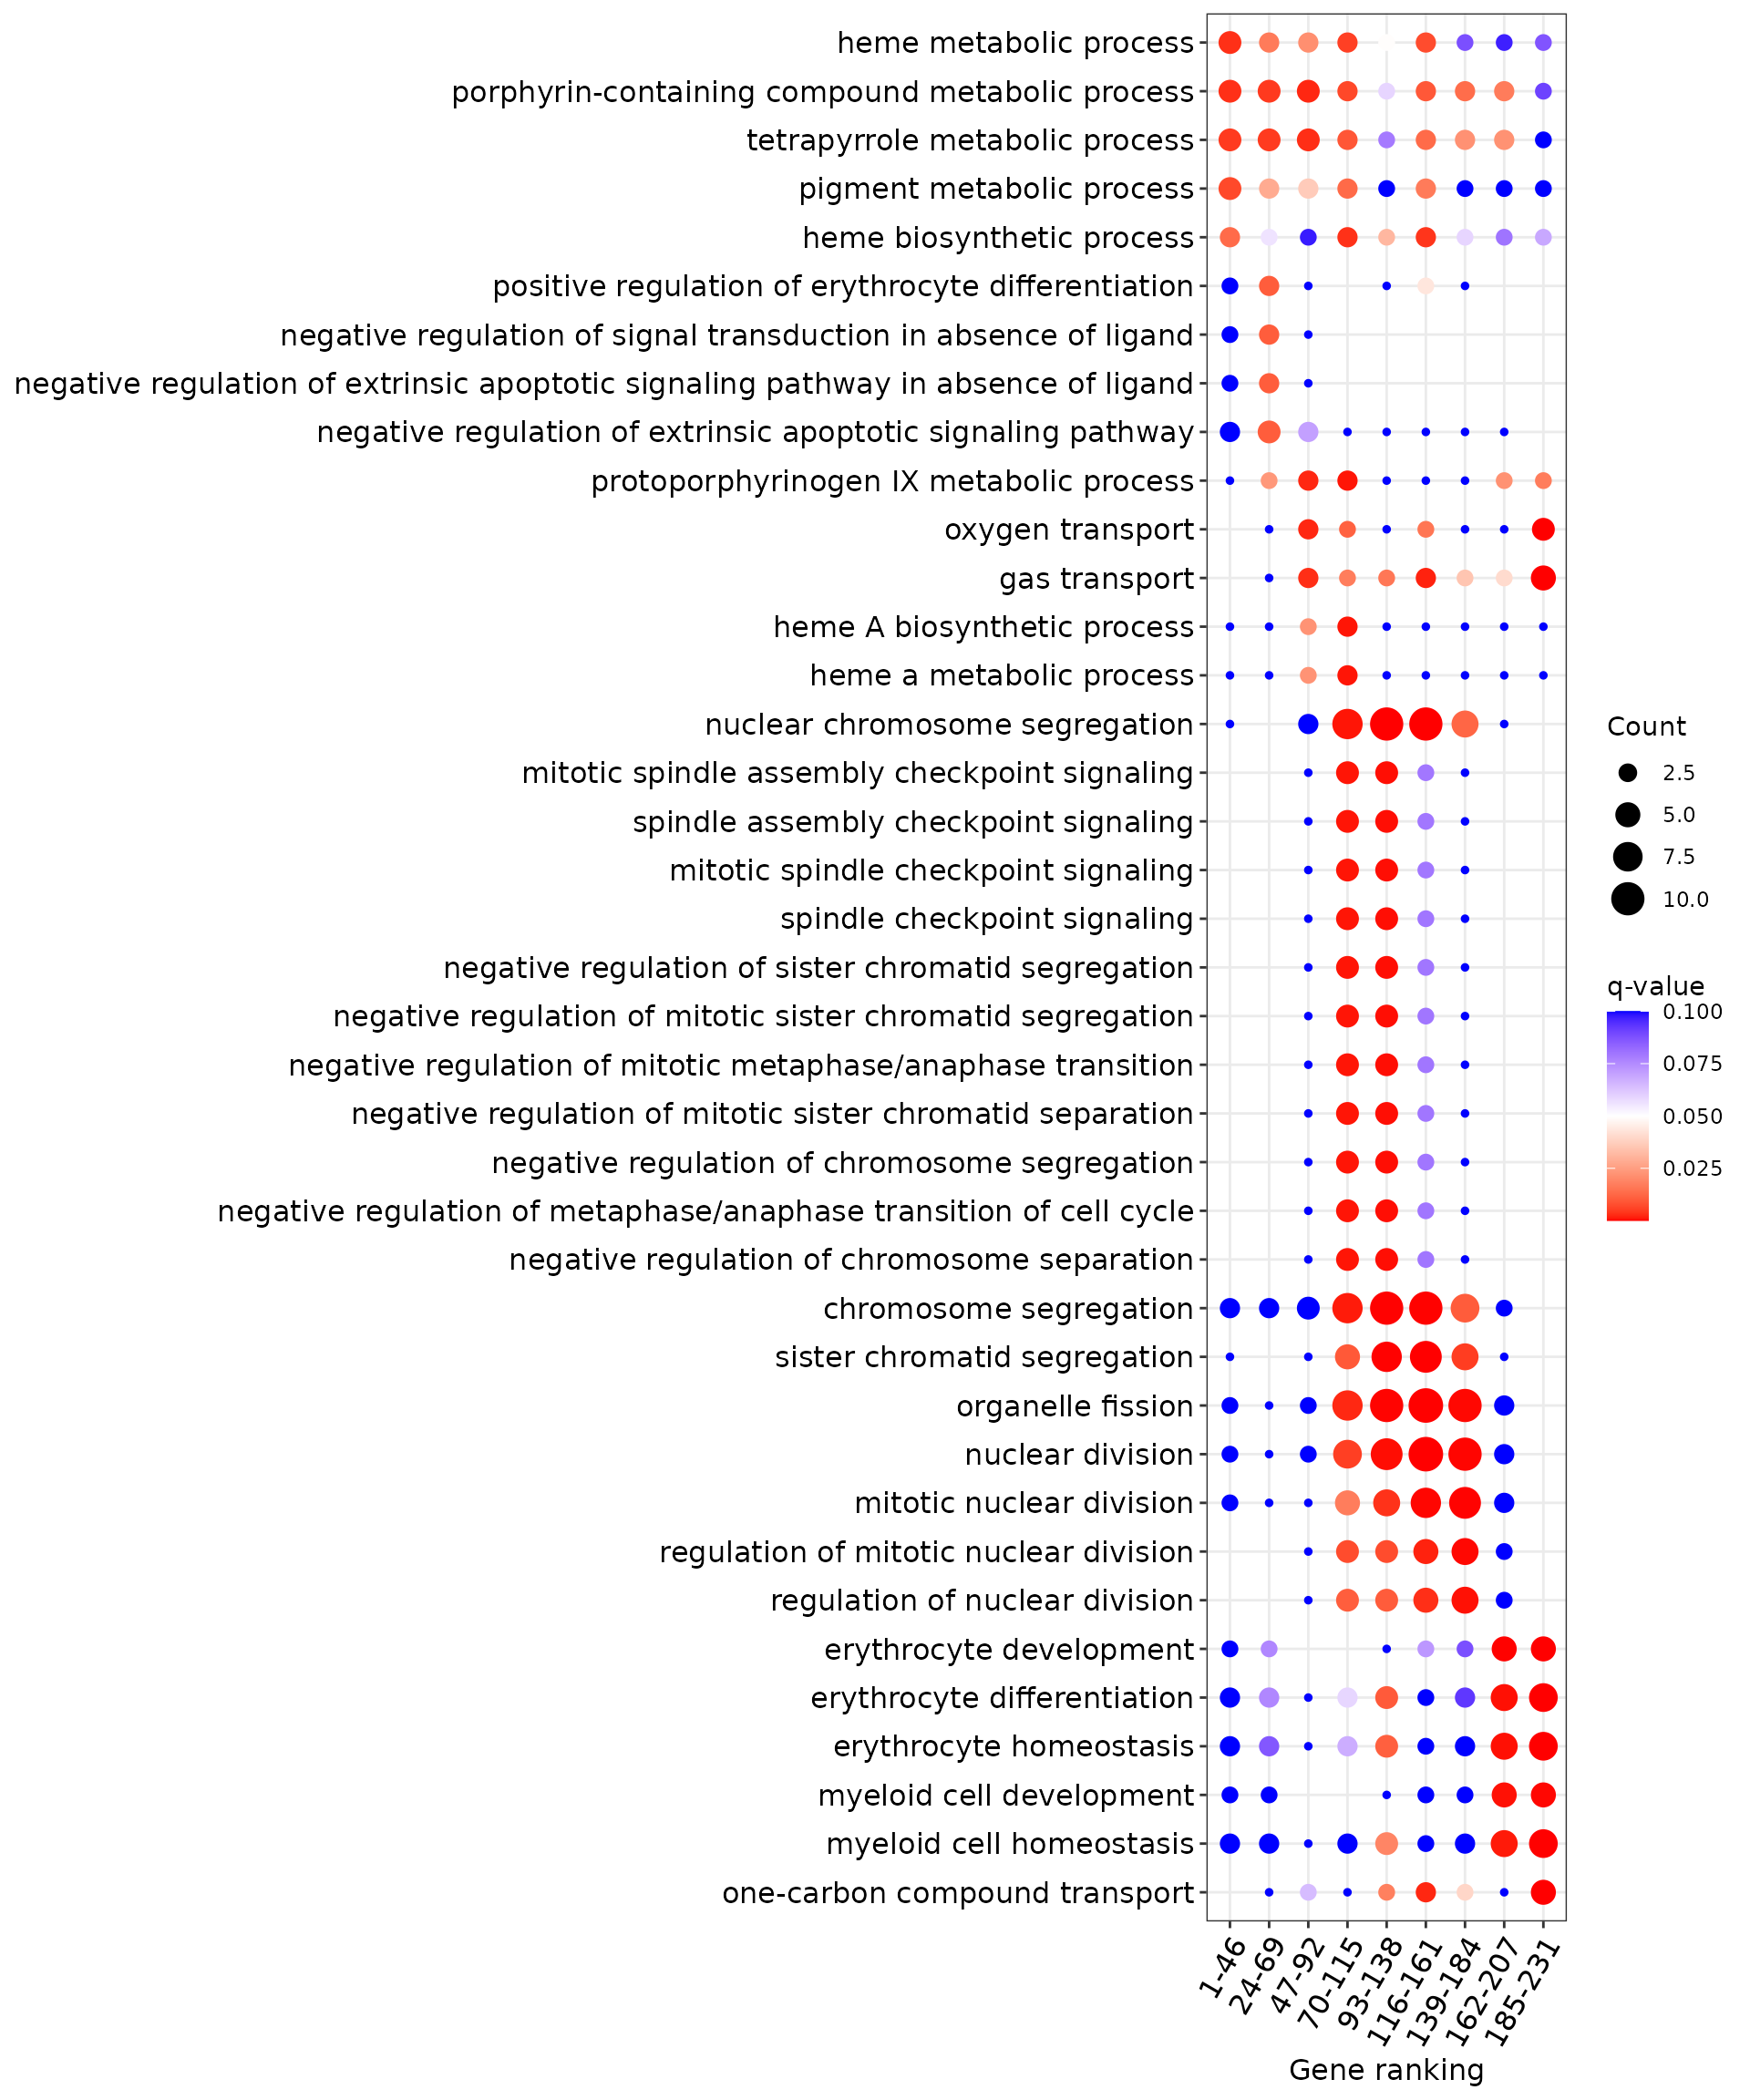 heme metabolic process
porphyrin-containing compound metabolic process
tetrapyrrole metabolic process
pigment metabolic process
heme biosynthetic process
positive regulation of erythrocyte differentiation
negative regulation of signal transduction in absence of ligand
negative regulation of extrinsic apoptotic signaling pathway in absence of ligand
negative regulation of extrinsic apoptotic signaling pathway
protoporphyrinogen IX metabolic process
oxygen transport
gas transport
heme A biosynthetic process
heme a metabolic process
nuclear chromosome segregation
mitotic spindle assembly checkpoint signaling
spindle assembly checkpoint signaling
mitotic spindle checkpoint signaling
spindle checkpoint signaling
negative regulation of sister chromatid segregation
negative regulation of mitotic sister chromatid segregation
negative regulation of mitotic metaphase/anaphase transition
negative regulation of mitotic sister chromatid separation
negative regulation of chromosome segregation
negative regulation of metaphase/anaphase transition of cell cycle
negative regulation of chromosome separation
chromosome segregation
sister chromatid segregation
organelle fission
nuclear division
mitotic nuclear division
regulation of mitotic nuclear division
regulation of nuclear division
erythrocyte development
erythrocyte differentiation
erythrocyte homeostasis
myeloid cell development
myeloid cell homeostasis
one-carbon compound transport
1-46
24-69
47-92
70-115
93-138
116-161
139-184
162-207
185-231
Gene ranking
Count
2.5
5.0
7.5
10.0
q-value
0.100
0.075
0.050
0.025